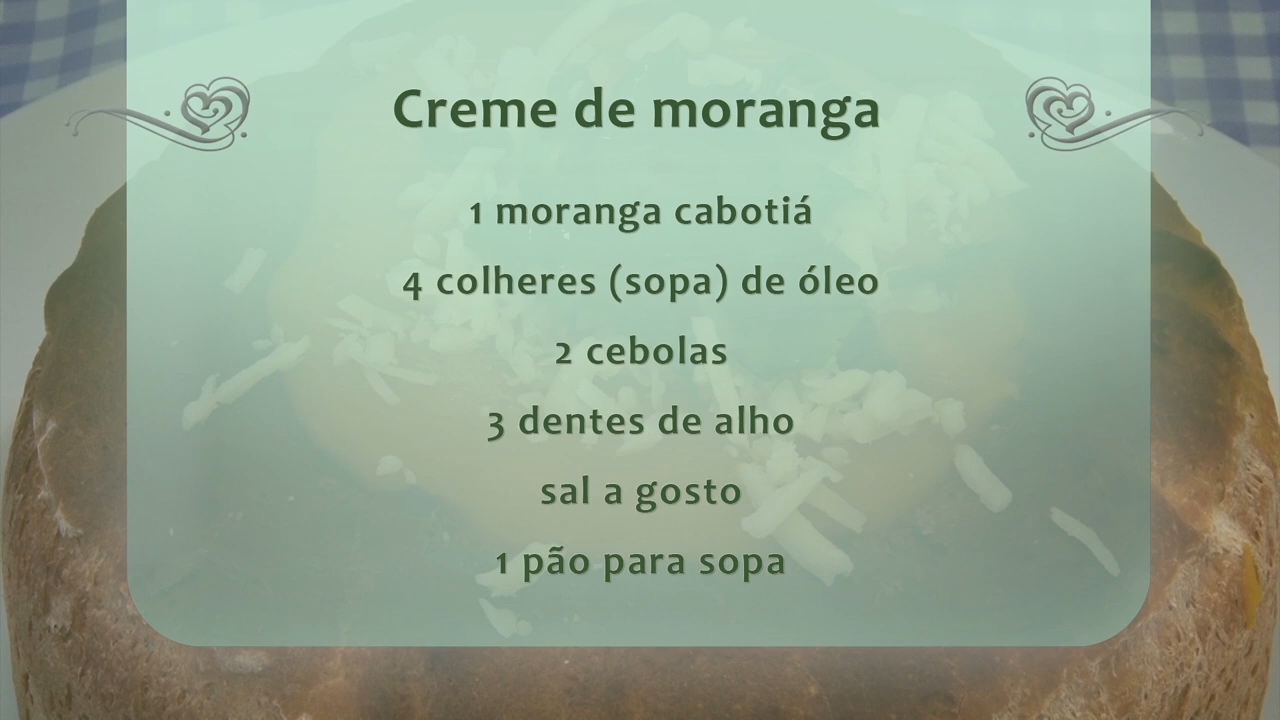 Creme de moranga
1 moranga cabotiá
4 colheres (sopa) de óleo
2 cebolas
3 dentes de alho
sal a gosto
1 pão para sopa